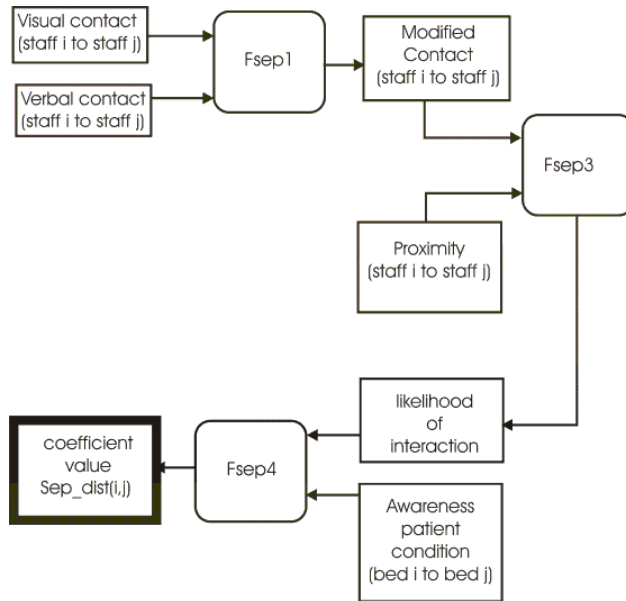 Visual contact
(staff i to staff j)
Verbal contact
(staff i to staff j)
Fsep1
Modified
Contact
(staff i to staff j)
Fsep3
Proximity
(staff i to staff j)
likelihood
of
interaction
Awareness
patient
condition
(bed i to bed j)
Fsep4
coefficient
value
Sep_dist(i,j)